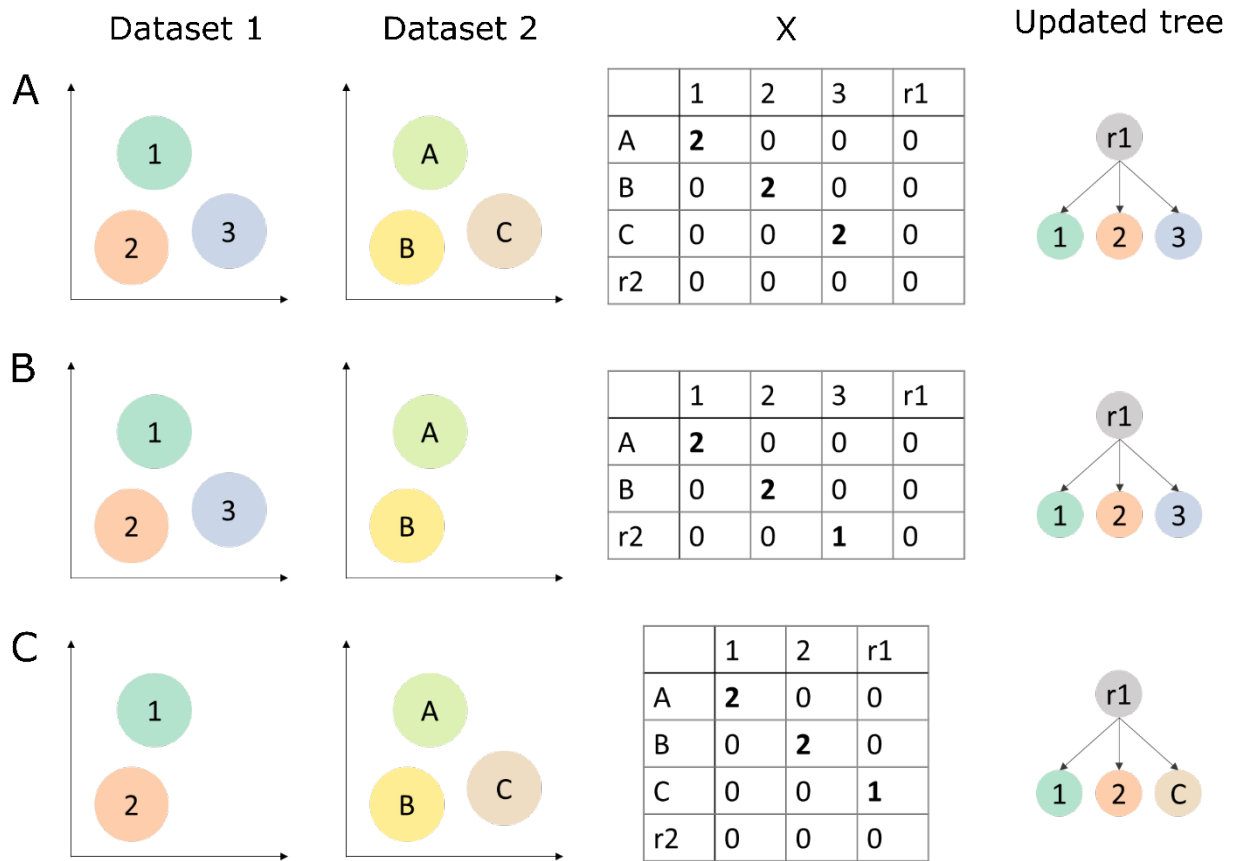 Dataset 1 Dataset 2 X Updated tree
A
1
2
3
A
B
C
1 2 3 r1
A 2 0 0 0
B 0 2 0 0
C 0 0 2 0
r2 0 0 0 0
r1
1 2 3
B
1
2
3
A
B
1 2 3 r1
A 2 0 0 0
B 0 2 0 0
r2 0 0 1 0
r1
1 2 3
C
1
2
A
B
C
1 2 r1
A 2 0 0
B 0 2 0
C 0 0 1
r2 0 0 0
r1
1 2 C